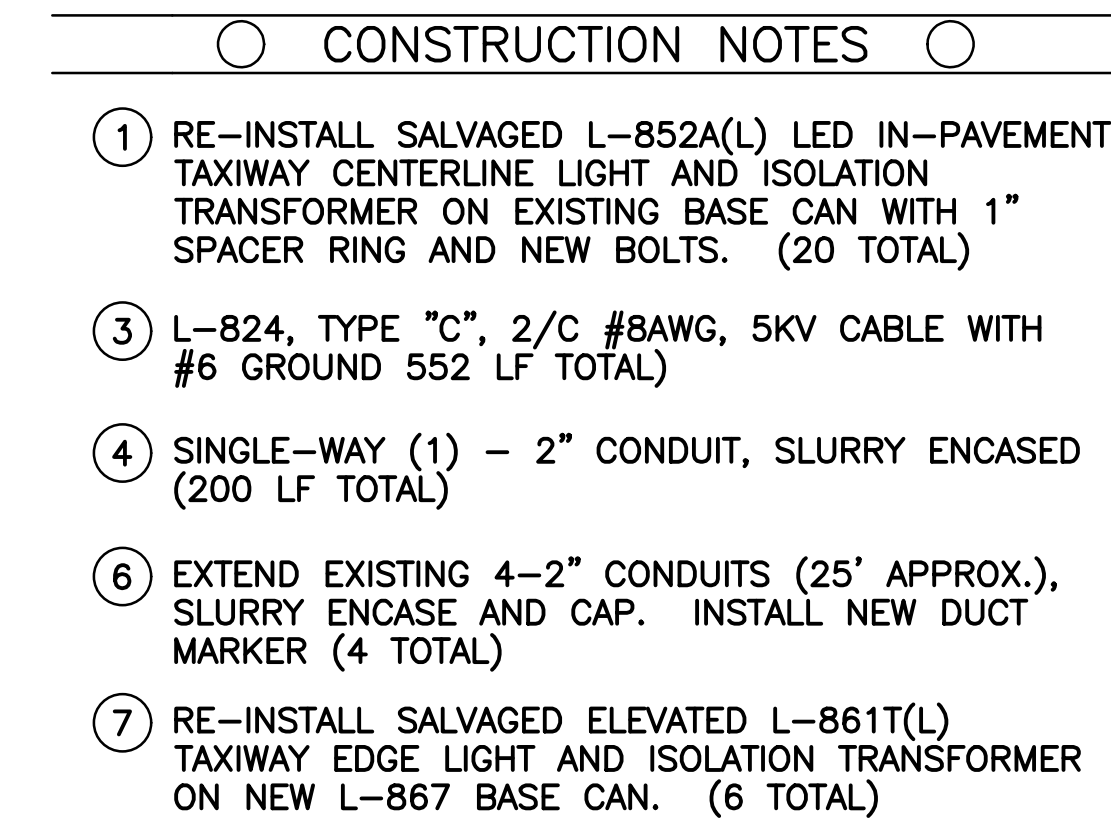 CONSTRUCTION NOTES
1 RE-INSTALL SALVAGED L-852A(L) LED IN-PAVEMENT
TAXIWAY CENTERLINE LIGHT AND ISOLATION
TRANSFORMER ON EXISTING BASE CAN WITH 1"
SPACER RING AND NEW BOLTS. (20 TOTAL)
3 L-824, TYPE "C", 2/C #8AWG, 5KV CABLE WITH
#6 GROUND 552 LF TOTAL)
4 SINGLE-WAY (1) - 2" CONDUIT, SLURRY ENCASED
(200 LF TOTAL)
6 EXTEND EXISTING 4-2" CONDUITS (25' APPROX.),
SLURRY ENCASE AND CAP. INSTALL NEW DUCT
MARKER (4 TOTAL)
7 RE-INSTALL SALVAGED ELEVATED L-861T(L)
TAXIWAY EDGE LIGHT AND ISOLATION TRANSFORMER
ON NEW L-867 BASE CAN. (6 TOTAL)